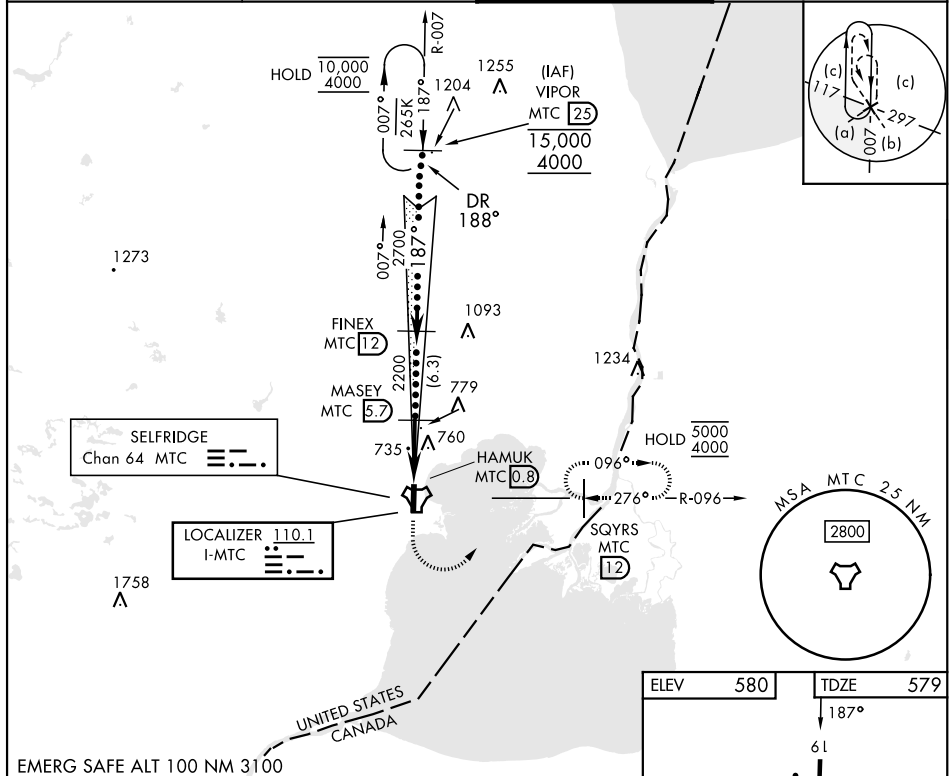 HOLD 10,000
4000
R-007
007°
265K
187°
1204
1255
(IAF)
VIPOR
MTC 25
15,000
4000
DR
188°
007°
2700
187°
1273
FINEX
MTC 12
1093
2200
(6.3)
MASEY
MTC 5.7
779
1234
735
760
HAMUK
MTC 0.8
SELFRIDGE
Chan 64 MTC
LOCALIZER 110.1
I-MTC
HOLD 5000
4000
096°
276°
R-096
SQYRS
MTC
12
1758
UNITED STATES
CANADA
EMERG SAFE ALT 100 NM 3100
(c)
(c)
117
297
(a)
(b)
007
MSA MTC 25 NM
2800
ELEV 580
TDZE 579
187°
19